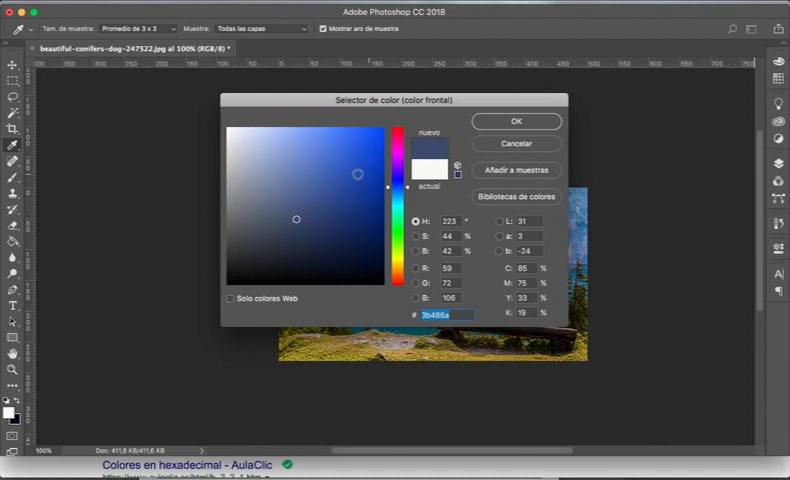 Adobe Photoshop CC 2018
Tam. de muestra: Promedio de 3 x 3 Muestra: Todas las capas Mostrar aro de muestra
beautiful-conifers-dog-247522.jpg al 100% (RGB/8) *
Selector de color (color frontal)
nuevo
actual
OK
Cancelar
Añadir a muestras
Bibliotecas de colores
H: 223 °
S: 44 %
B: 42 %
R: 59
G: 72
B: 106
# 3b486a
L: 31
a: 3
b: -24
C: 85 %
M: 75 %
Y: 33 %
K: 19 %
Solo colores Web
100% Doc: 411,6 KB/411,6 KB
Colores en hexadecimal - AulaClic